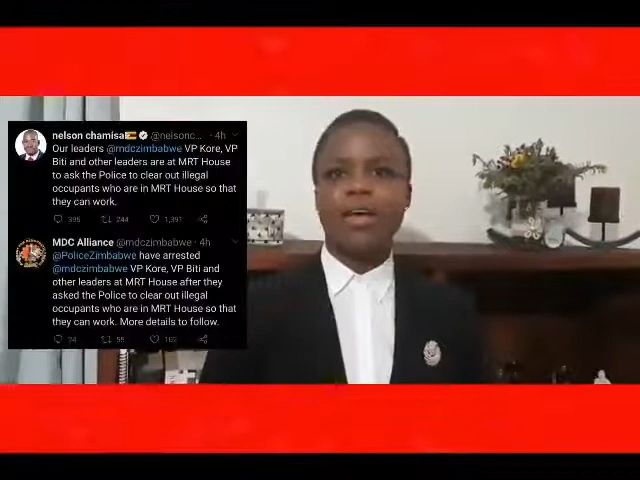 nelson chamisa🇿🇼 @nelsonc... · 4h
Our leaders @mdczimbabwe VP Kore, VP
Biti and other leaders are at MRT House
to ask the Police to clear out illegal
occupants who are in MRT House so that
they can work.
395 244 1,391
MDC Alliance @mdczimbabwe · 4h
@PoliceZimbabwe have arrested
@mdczimbabwe VP Kore, VP Biti and
other leaders at MRT House after they
asked the Police to clear out illegal
occupants who are in MRT House so that
they can work. More details to follow.
55